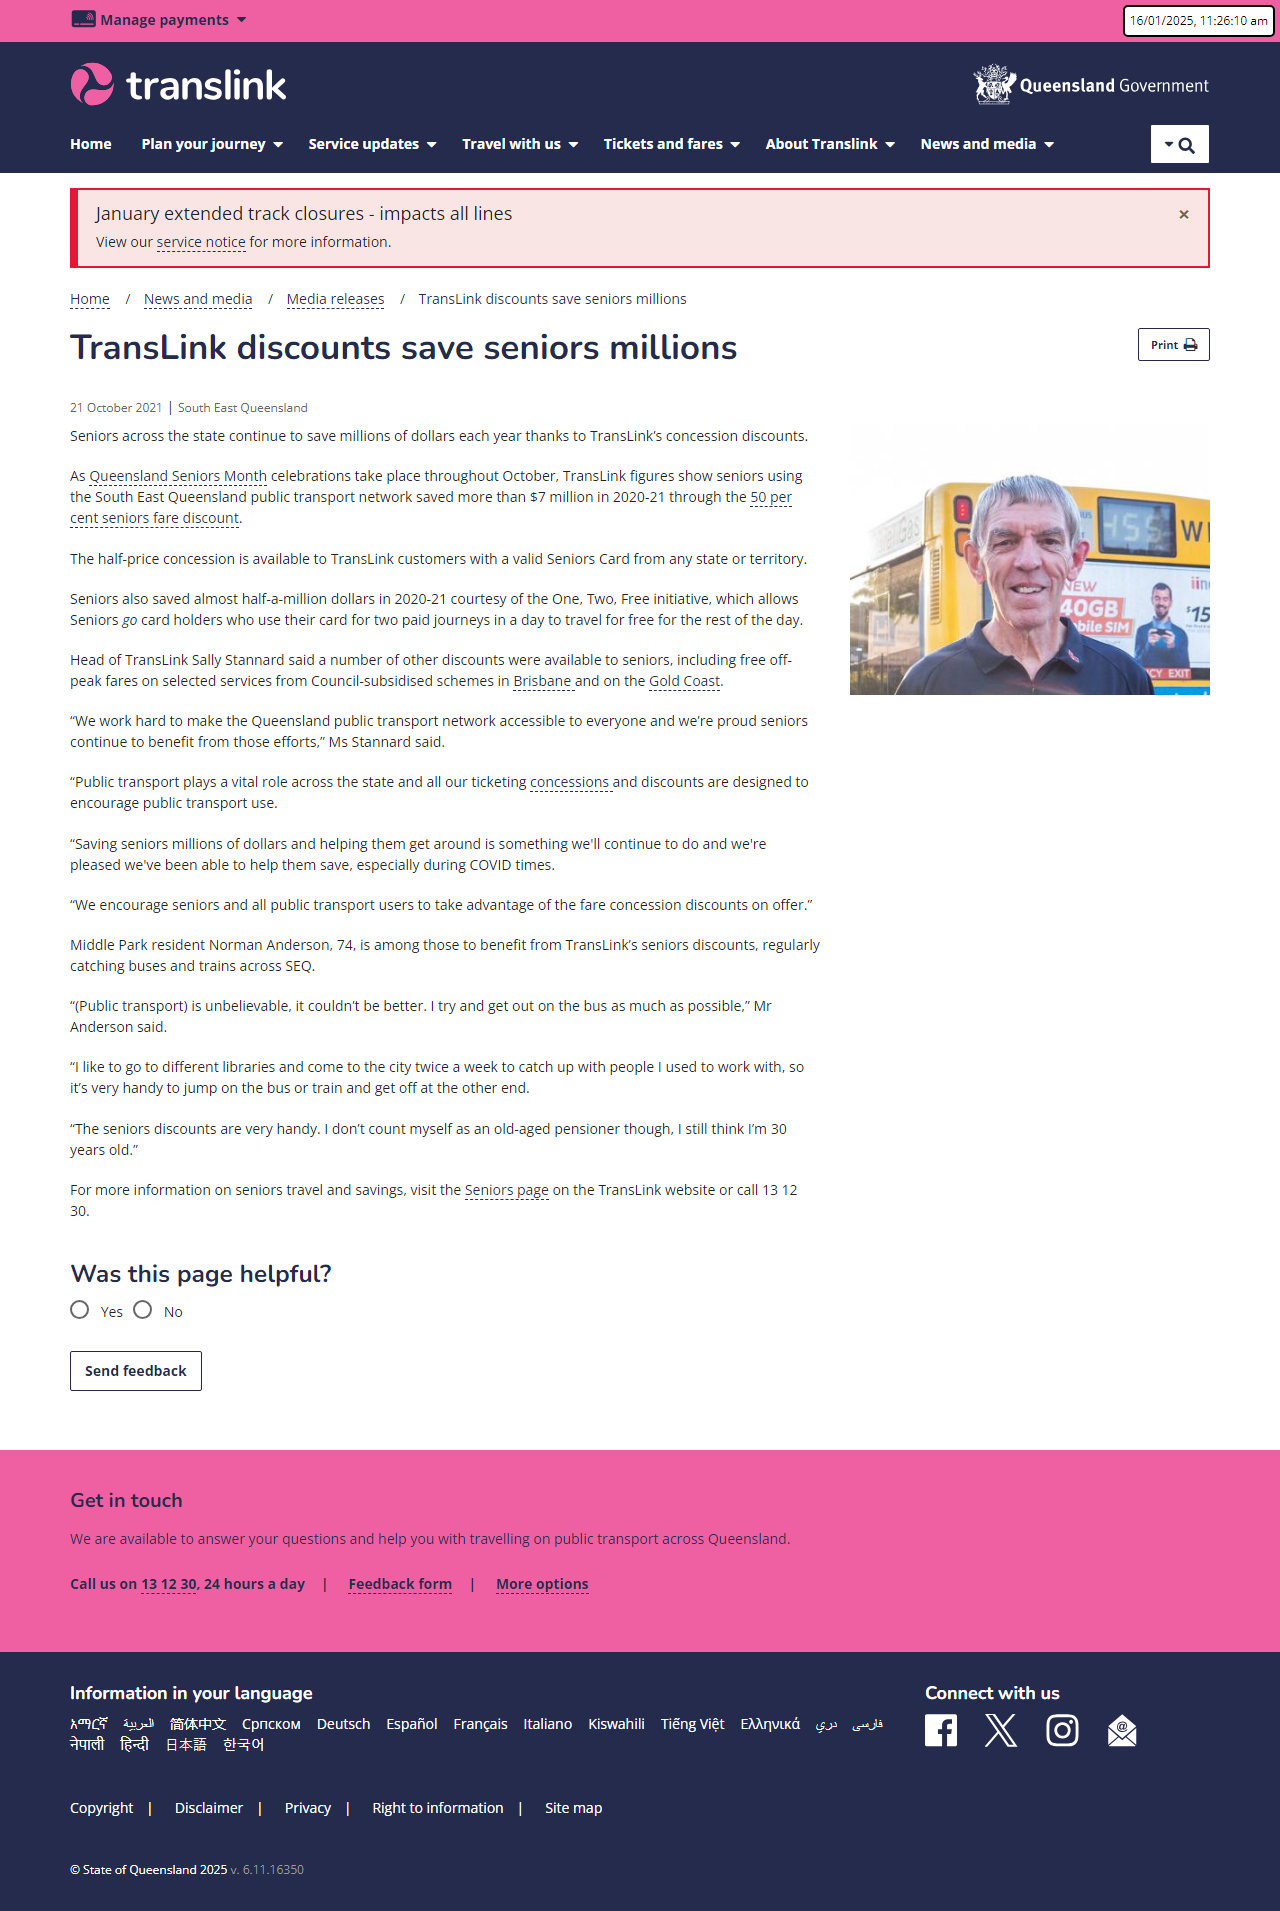 Manage payments
16/01/2025, 11:26:10 am
translink
Queensland Government
Home Plan your journey Service updates Travel with us Tickets and fares About Translink News and media
January extended track closures - impacts all lines
×
View our service notice for more information.
Home / News and media / Media releases / TransLink discounts save seniors millions
TransLink discounts save seniors millions
Print
21 October 2021 | South East Queensland
Seniors across the state continue to save millions of dollars each year thanks to TransLink's concession discounts.
As Queensland Seniors Month celebrations take place throughout October, TransLink figures show seniors using
the South East Queensland public transport network saved more than $7 million in 2020-21 through the 50 per
cent seniors fare discount.
The half-price concession is available to TransLink customers with a valid Seniors Card from any state or territory.
Seniors also saved almost half-a-million dollars in 2020-21 courtesy of the One, Two, Free initiative, which allows
Seniors go card holders who use their card for two paid journeys in a day to travel for free for the rest of the day.
Head of TransLink Sally Stannard said a number of other discounts were available to seniors, including free off-
peak fares on selected services from Council-subsidised schemes in Brisbane and on the Gold Coast.
“We work hard to make the Queensland public transport network accessible to everyone and we’re proud seniors
continue to benefit from those efforts,” Ms Stannard said.
“Public transport plays a vital role across the state and all our ticketing concessions and discounts are designed to
encourage public transport use.
“Saving seniors millions of dollars and helping them get around is something we'll continue to do and we're
pleased we've been able to help them save, especially during COVID times.
“We encourage seniors and all public transport users to take advantage of the fare concession discounts on offer.”
Middle Park resident Norman Anderson, 74, is among those to benefit from TransLink's seniors discounts, regularly
catching buses and trains across SEQ.
“(Public transport) is unbelievable, it couldn’t be better. I try and get out on the bus as much as possible,” Mr
Anderson said.
“I like to go to different libraries and come to the city twice a week to catch up with people I used to work with, so
it’s very handy to jump on the bus or train and get off at the other end.
“The seniors discounts are very handy. I don’t count myself as an old-aged pensioner though, I still think I’m 30
years old.”
For more information on seniors travel and savings, visit the Seniors page on the TransLink website or call 13 12
30.
455 W
NEW
40GB
bile SIM
iin
$15
CY EXIT
Was this page helpful?
Yes No
Send feedback
Get in touch
We are available to answer your questions and help you with travelling on public transport across Queensland.
Call us on 13 12 30, 24 hours a day | Feedback form | More options
Information in your language
አማርኛ العربية 简体中文 Српском Deutsch Español Français Italiano Kiswahili Tiếng Việt Ελληνικά دری فارسی
नेपाली हिन्दी 日本語 한국어
Connect with us
Copyright | Disclaimer | Privacy | Right to information | Site map
© State of Queensland 2025 v. 6.11.16350